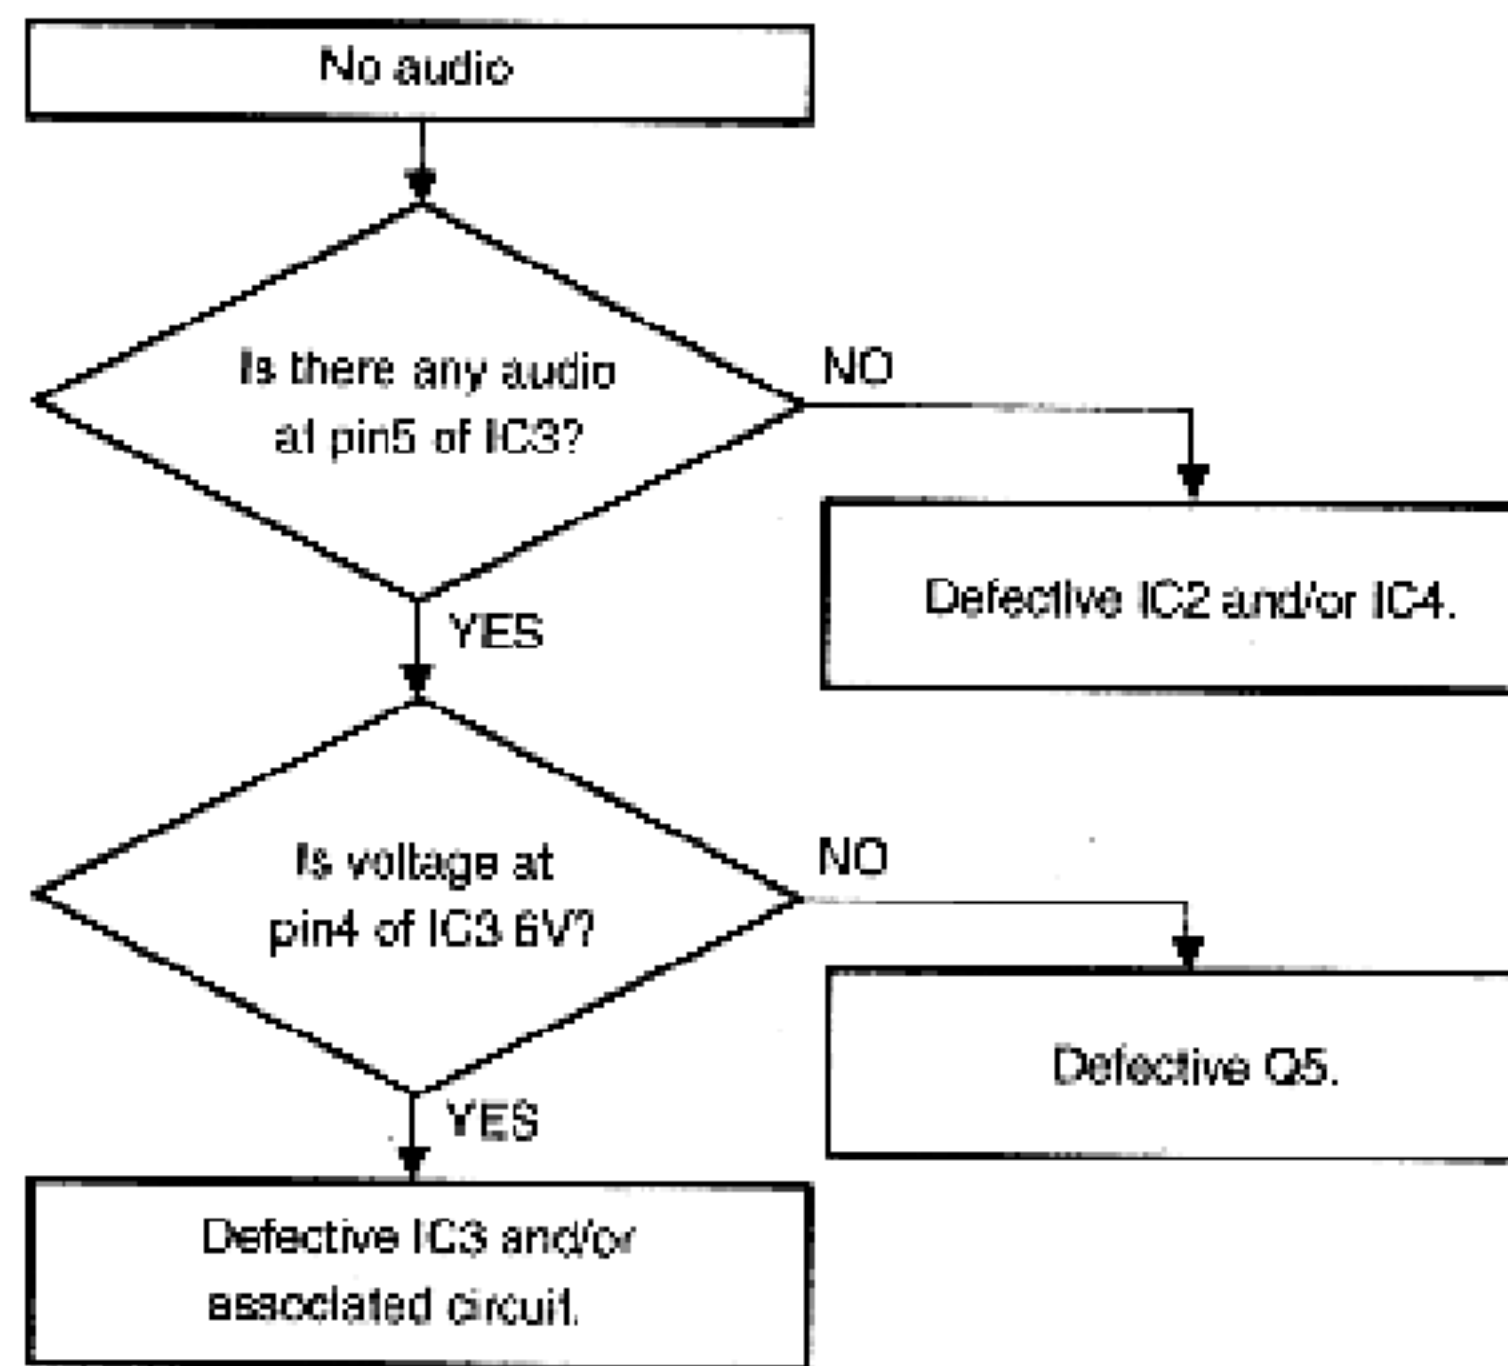 No audio
Is there any audio
at pin5 of IC3?
NO
Defective IC2 and/or IC4.
YES
Is voltage at
pin4 of IC3 6V?
NO
Defective Q5.
YES
Defective IC3 and/or
associated circuit.